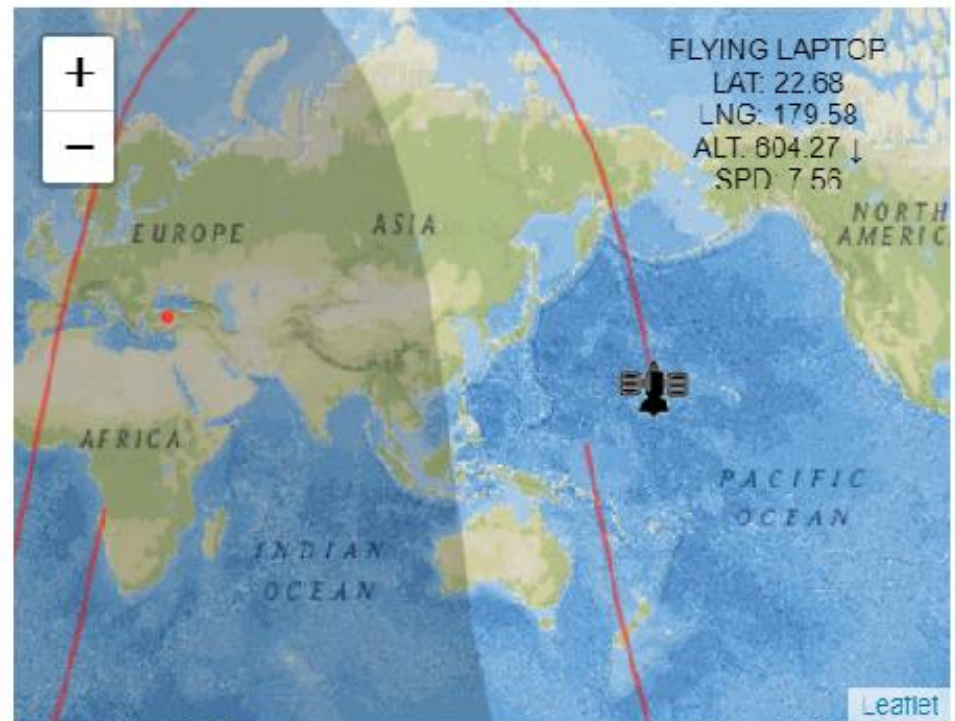 +
−
FLYING LAPTOP
LAT: 22.68
LNG: 179.58
ALT: 604.27 ↓
SPD: 7.56
EUROPE
ASIA
NORTH
AMERIC
AFRICA
PACIFIC
OCEAN
INDIAN
OCEAN
Leaflet